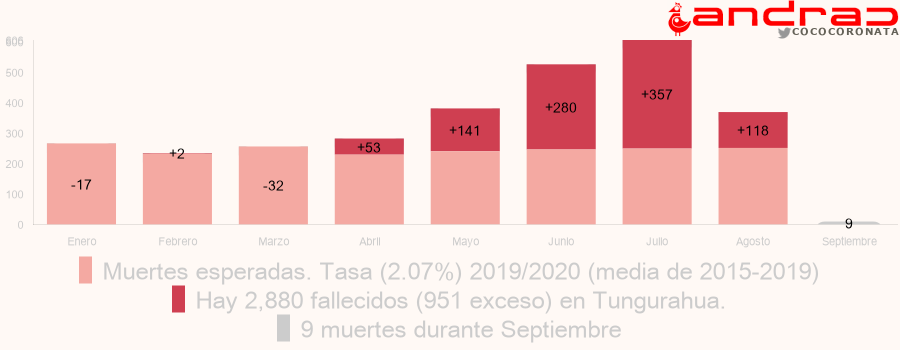 andrac
COCOCORONATA
500
400
300
200
100
0
-17
+2
-32
+53
+141
+280
+357
+118
9
Enero Febrero Marzo Abril Mayo Junio Julio Agosto Septiembre
Muertes esperadas. Tasa (2.07%) 2019/2020 (media de 2015-2019)
Hay 2,880 fallecidos (951 exceso) en Tungurahua.
9 muertes durante Septiembre